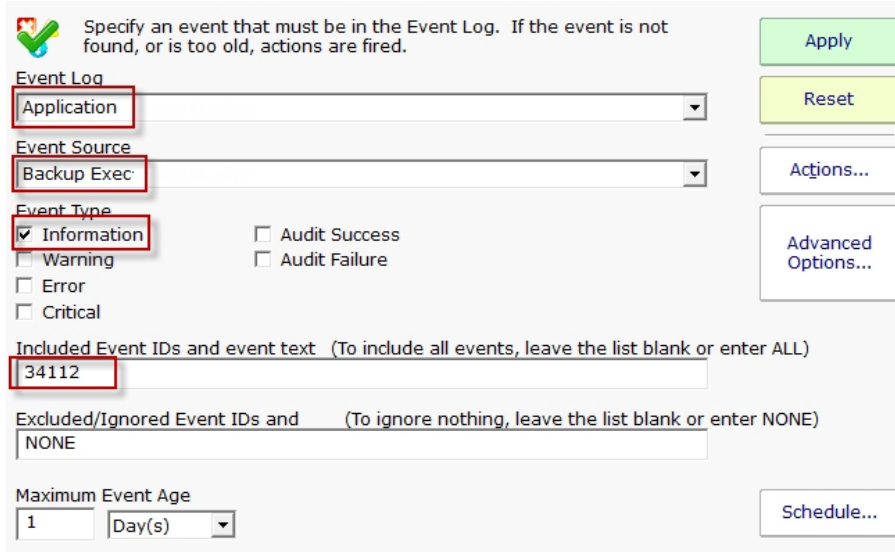 Specify an event that must be in the Event Log. If the event is not
found, or is too old, actions are fired.
Apply
Event Log
Application
Reset
Event Source
Backup Exec
Actions...
Event Type
Information
Audit Success
Warning
Audit Failure
Error
Critical
Advanced
Options...
Included Event IDs and event text (To include all events, leave the list blank or enter ALL)
34112
Excluded/Ignored Event IDs and (To ignore nothing, leave the list blank or enter NONE)
NONE
Maximum Event Age
1 Day(s)
Schedule...